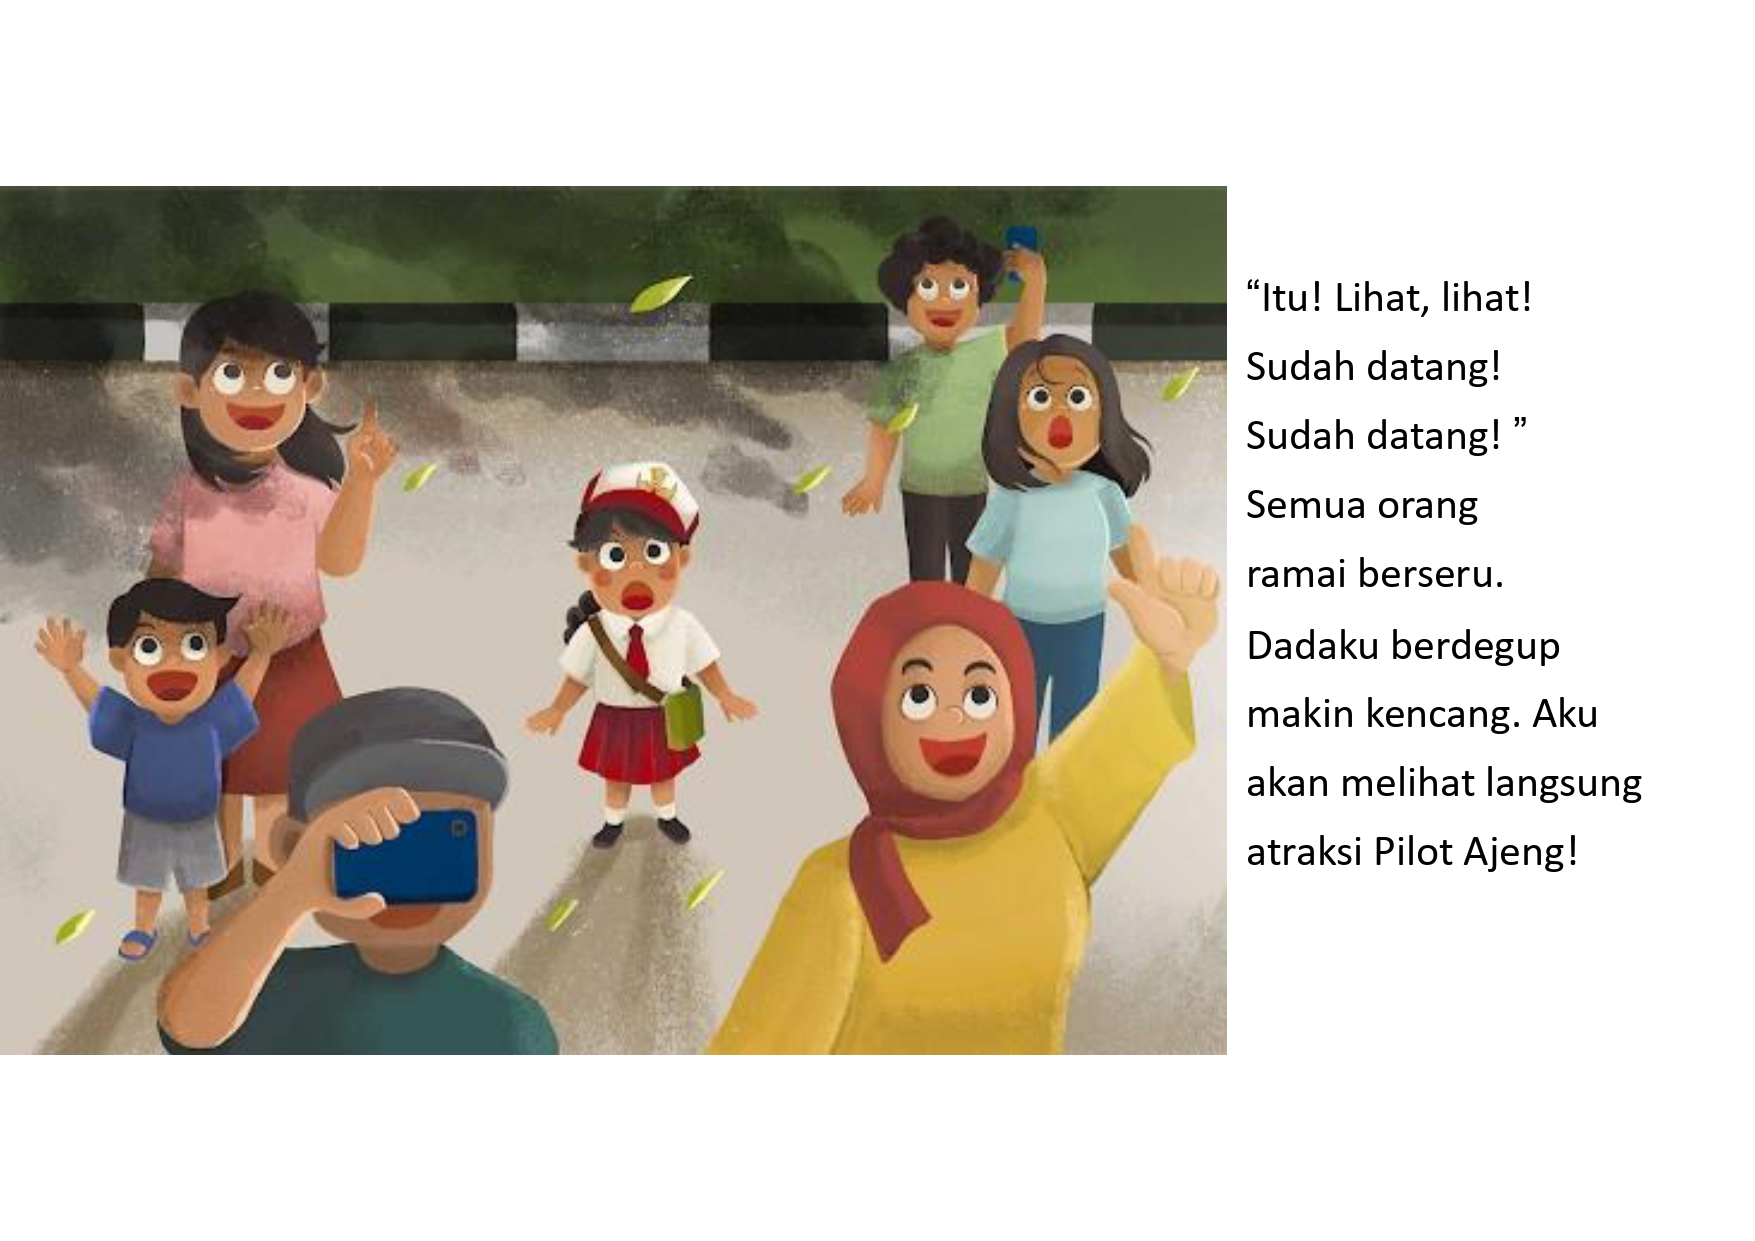 “Itu! Lihat, lihat!
Sudah datang!
Sudah datang! ”
Semua orang
ramai berseru.
Dadaku berdegup
makin kencang. Aku
akan melihat langsung
atraksi Pilot Ajeng!